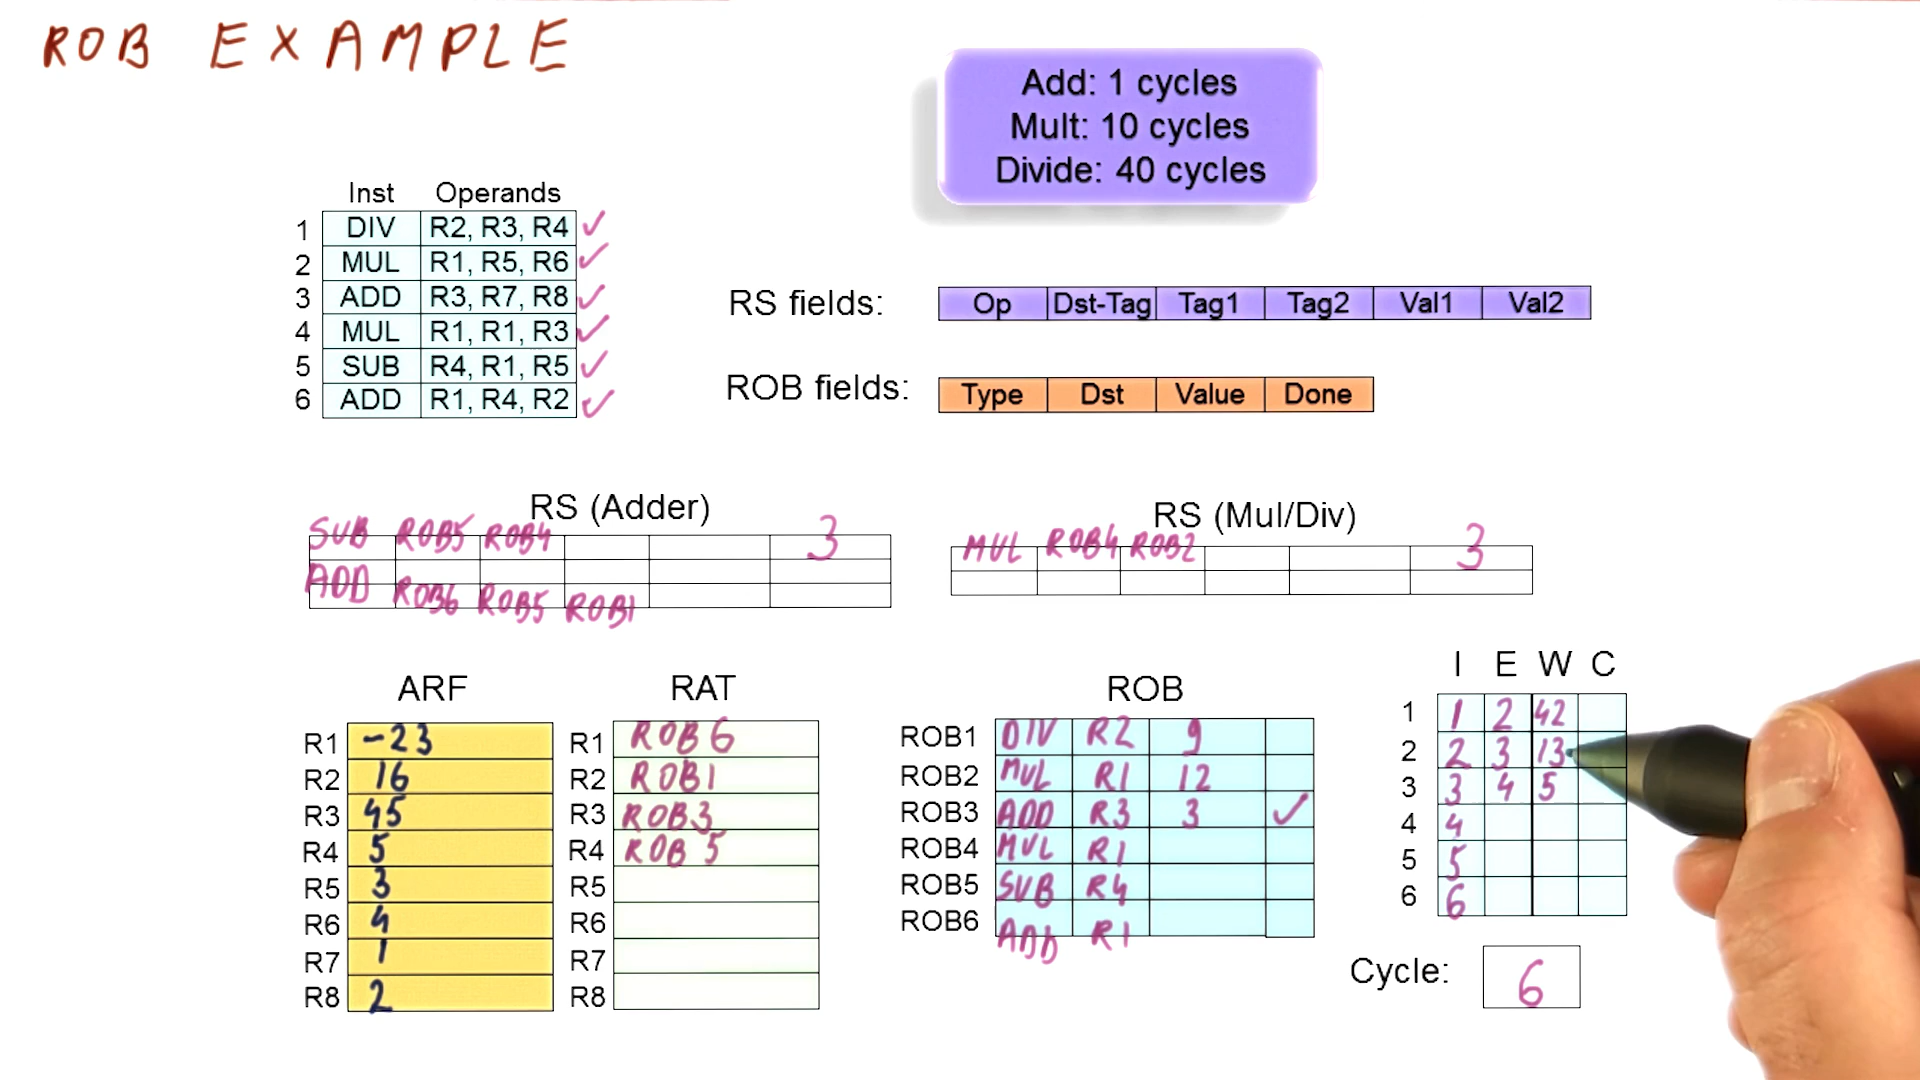 ROB EXAMPLE
Add: 1 cycles
Mult: 10 cycles
Divide: 40 cycles
Inst Operands
1 DIV R2, R3, R4 ✓
2 MUL R1, R5, R6 ✓
3 ADD R3, R7, R8 ✓
4 MUL R1, R1, R3 ✓
5 SUB R4, R1, R5 ✓
6 ADD R1, R4, R2 ✓
RS fields: Op Dst-Tag Tag1 Tag2 Val1 Val2
ROB fields: Type Dst Value Done
RS (Adder)
SUB ROB5 ROB4 3
ADD ROB6 ROB5 ROB1
RS (Mul/Div)
MUL ROB4 ROB2 3
ARF
R1 -23
R2 16
R3 45
R4 5
R5 3
R6 4
R7 1
R8 2
RAT
R1 ROB6
R2 ROB1
R3 ROB3
R4 ROB5
R5
R6
R7
R8
ROB
ROB1 DIV R2 9
ROB2 MUL R1 12
ROB3 ADD R3 3 ✓
ROB4 MUL R1
ROB5 SUB R4
ROB6 ADD R1
I E W C
1 1 2 42
2 2 3 13
3 3 4 5
4 4
5 5
6 6
Cycle: 6